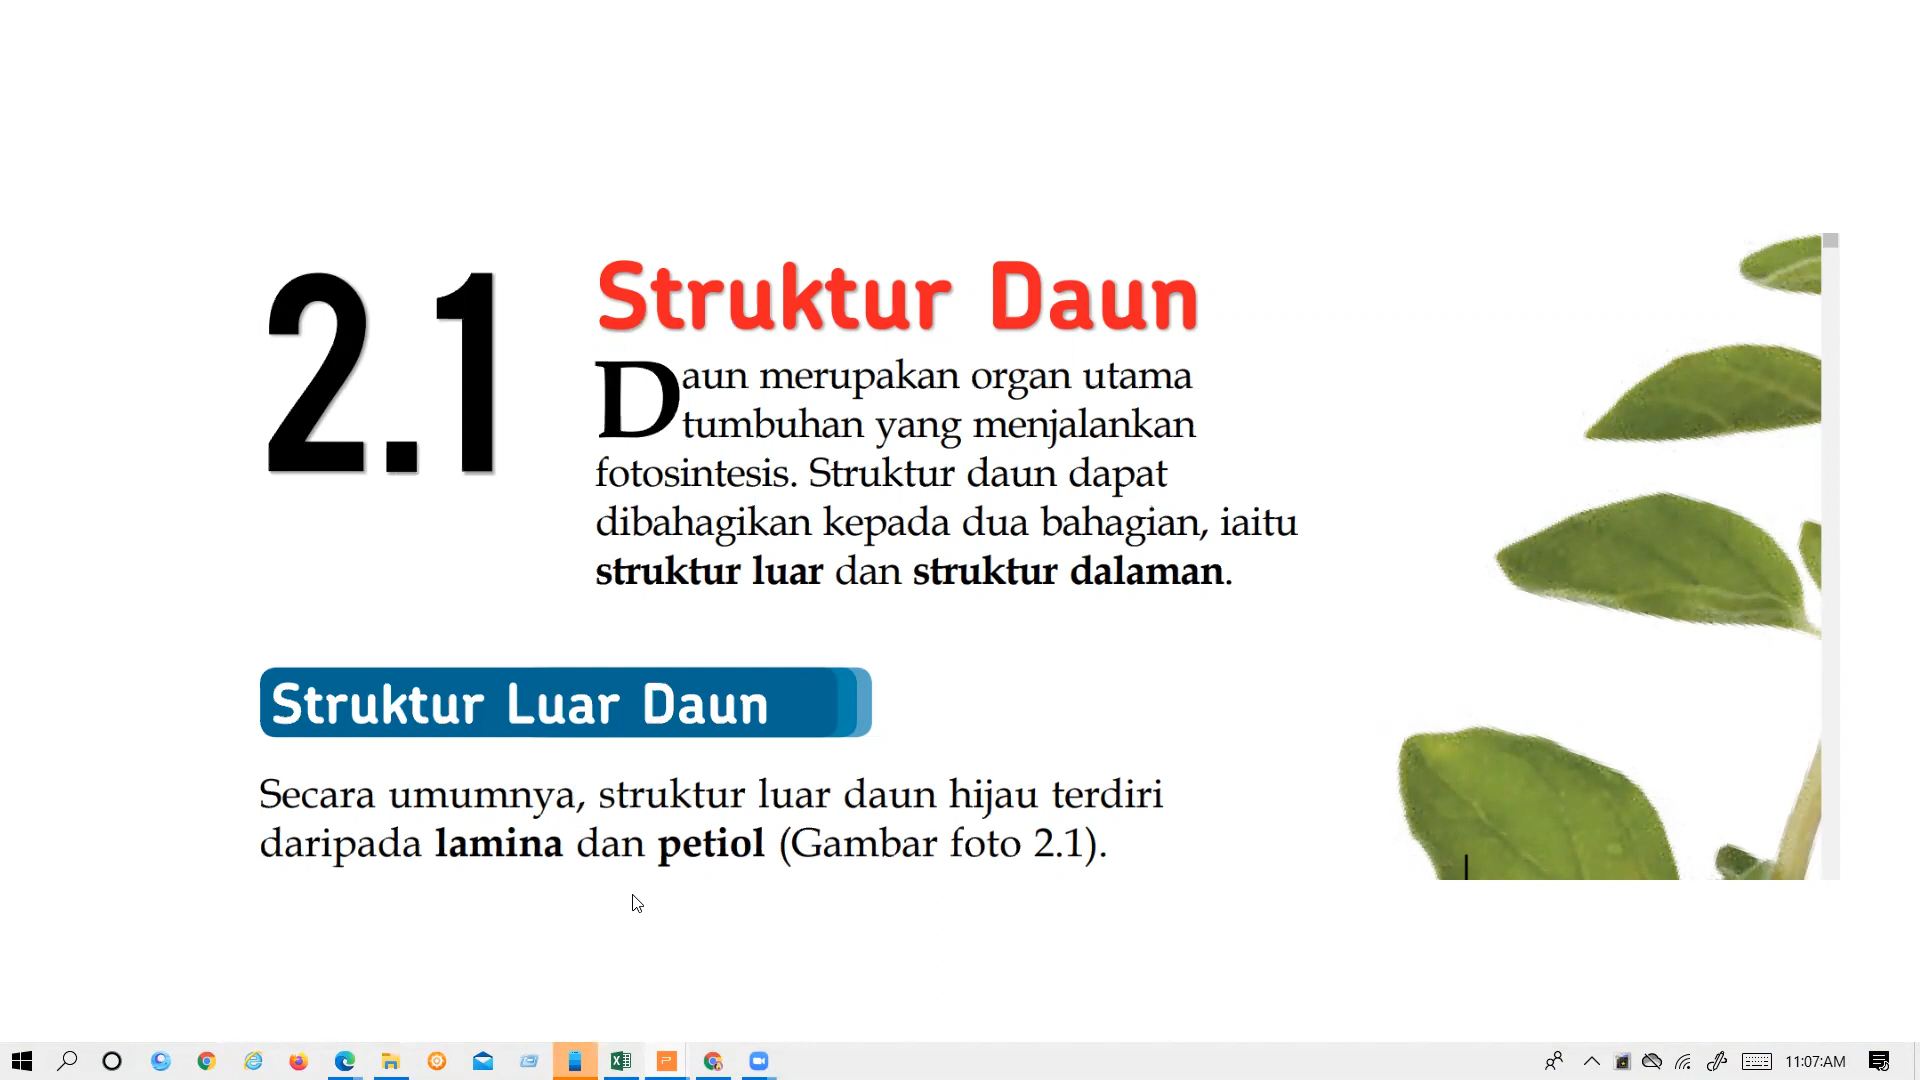 2.1
Struktur Daun
Daun merupakan organ utama
tumbuhan yang menjalankan
fotosintesis. Struktur daun dapat
dibahagikan kepada dua bahagian, iaitu
struktur luar dan struktur dalaman.
Struktur Luar Daun
Secara umumnya, struktur luar daun hijau terdiri
daripada lamina dan petiol (Gambar foto 2.1).
11:07:AM